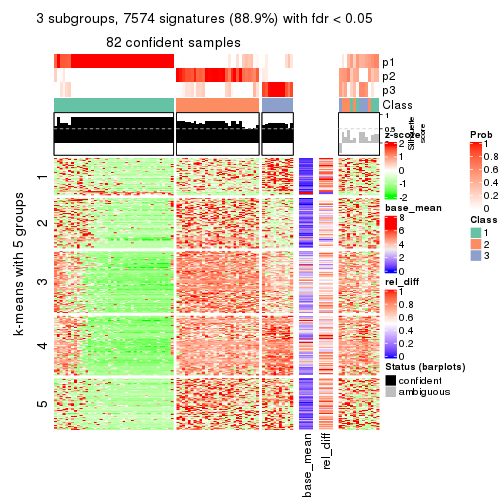 3 subgroups, 7574 signatures (88.9%) with fdr < 0.05
82 confident samples
p1
p2
p3
Class
1
0.5
0
Silhouette
score
k-means with 5 groups
1
2
3
4
5
base_mean
rel_diff
z-score
2
1
0
-1
-2
base_mean
8
6
4
2
0
rel_diff
1
0.8
0.6
0.4
0.2
0
Status (barplots)
confident
ambiguous
Prob
1
0.8
0.6
0.4
0.2
0
Class
1
2
3